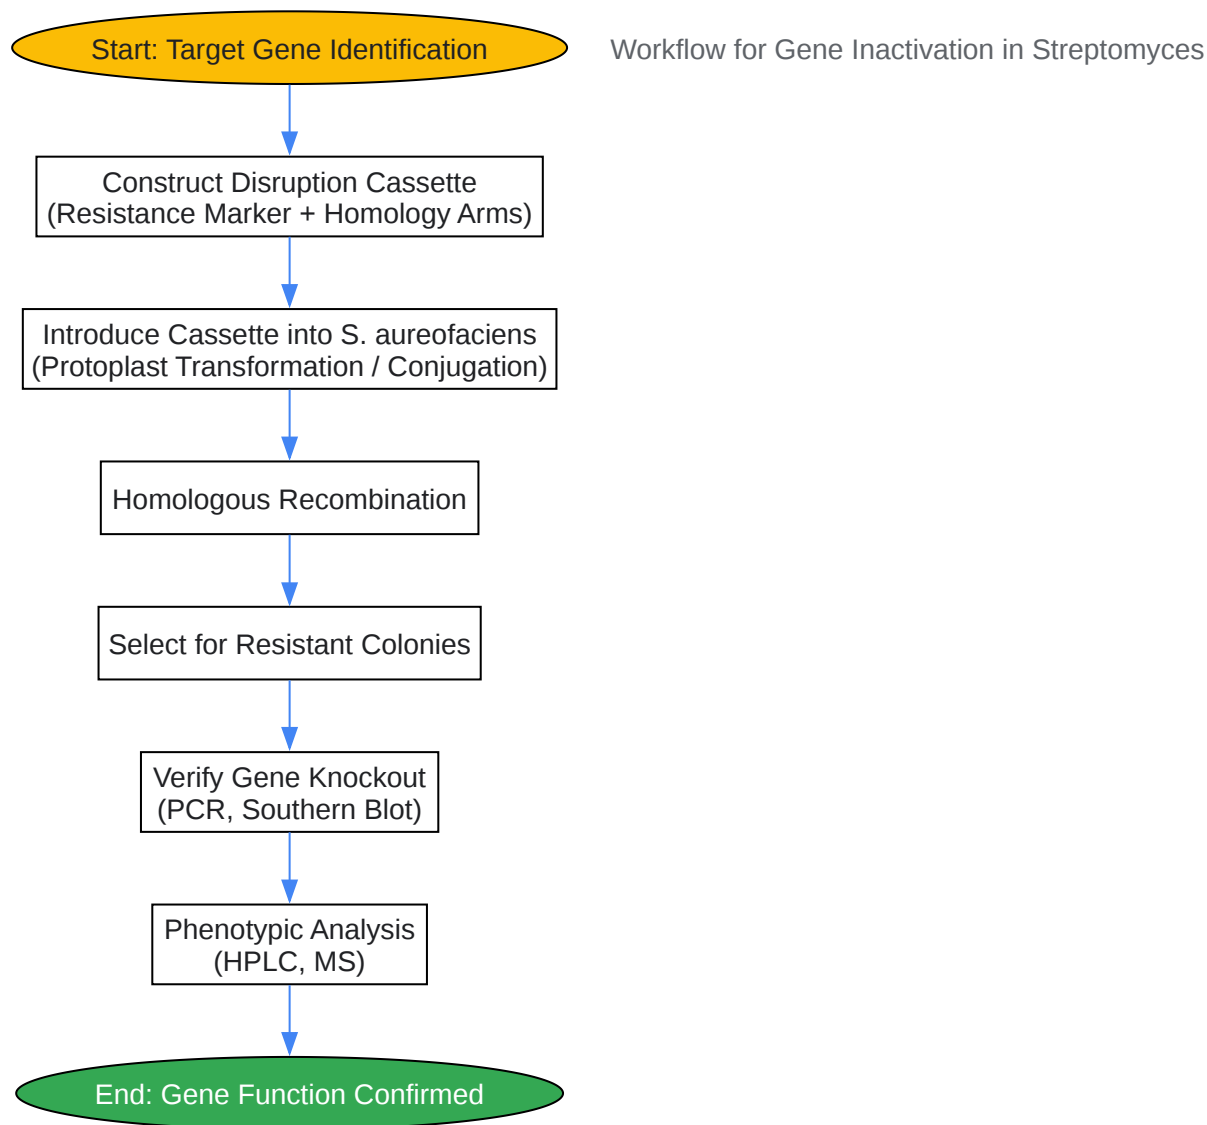 Start: Target Gene Identification
Workflow for Gene Inactivation in Streptomyces
Construct Disruption Cassette
(Resistance Marker + Homology Arms)
Introduce Cassette into S. aureofaciens
(Protoplast Transformation / Conjugation)
Homologous Recombination
Select for Resistant Colonies
Verify Gene Knockout
(PCR, Southern Blot)
Phenotypic Analysis
(HPLC, MS)
End: Gene Function Confirmed